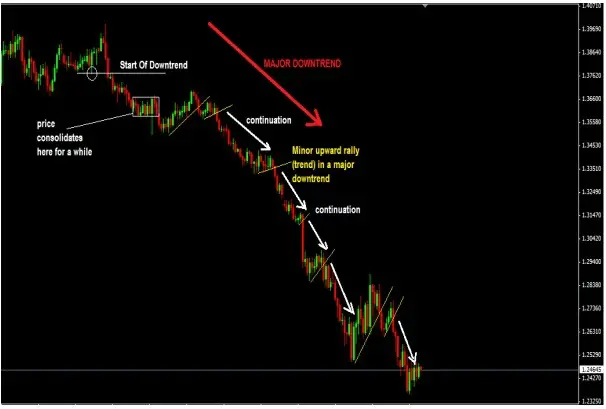 Start Of Downtrend
MAJOR DOWNTREND
price
consolidates
here for a while
continuation
Minor upward rally
(trend) in a major
downtrend
continuation
1.40710
1.39690
1.38640
1.37620
1.36600
1.35580
1.34530
1.33510
1.32490
1.31470
1.30420
1.29400
1.28380
1.27360
1.26310
1.25290
1.24645
1.24270
1.23250